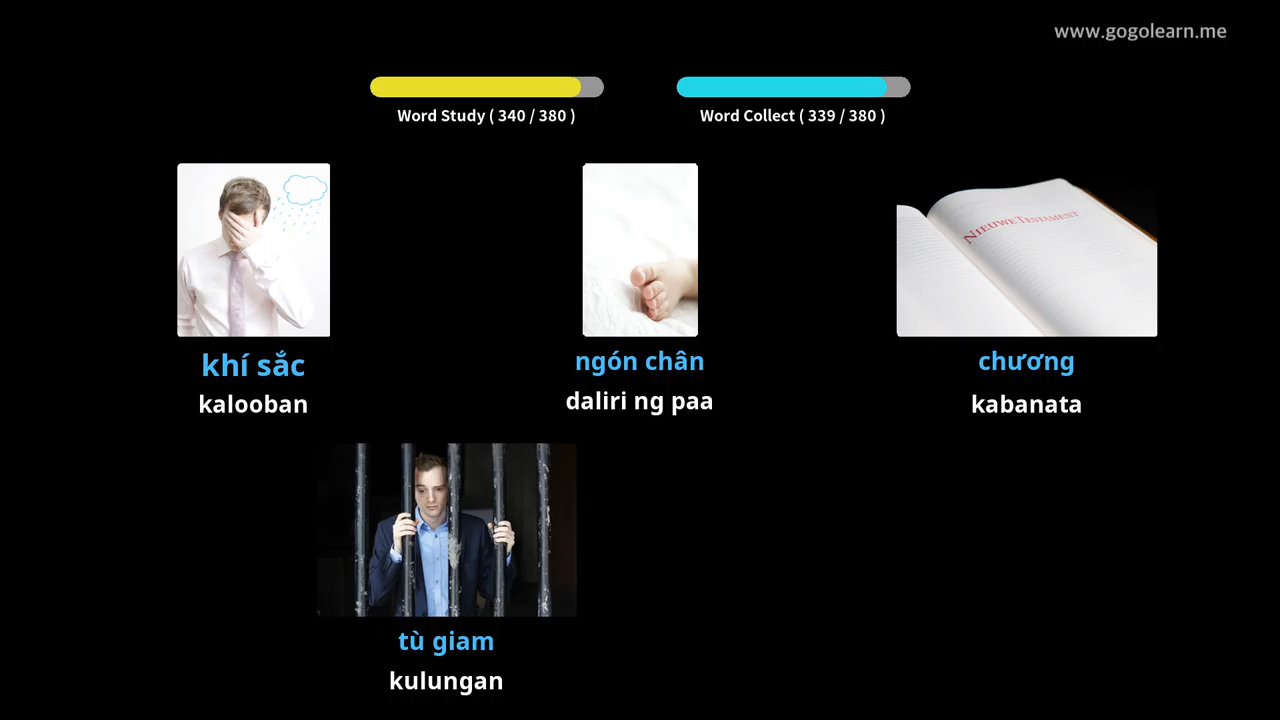 www.gogolearn.me
Word Study ( 340 / 380 )
Word Collect ( 339 / 380 )
NIEUWE TESTAMENT
khí sắc
kalooban
ngón chân
daliri ng paa
chương
kabanata
tù giam
kulungan